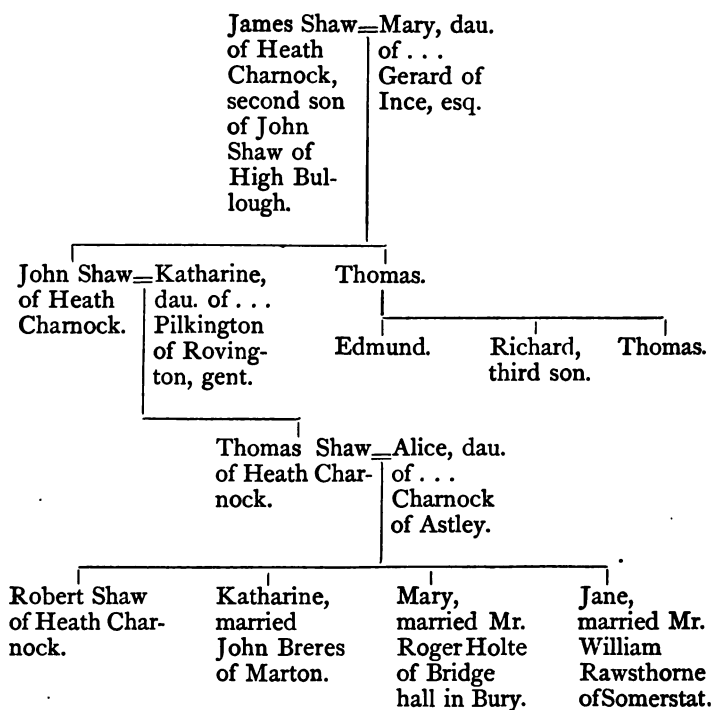 James Shaw=Mary, dau.
of Heath of . . .
Charnock, Gerard of
second son Ince, esq.
of John
Shaw of
High Bul-
lough.
John Shaw=Katharine, Thomas.
of Heath dau. of . . .
Charnock. Pilkington Edmund. Richard, Thomas.
of Roving- third son.
ton, gent.
Thomas Shaw=Alice, dau.
of Heath Char- of . . .
nock. Charnock
of Astley.
Robert Shaw Katharine, Mary, Jane,
of Heath Char- married married Mr. married Mr.
nock. John Breres Roger Holte William
of Marton. of Bridge Rawsthorne
hall in Bury. of Somerstat.